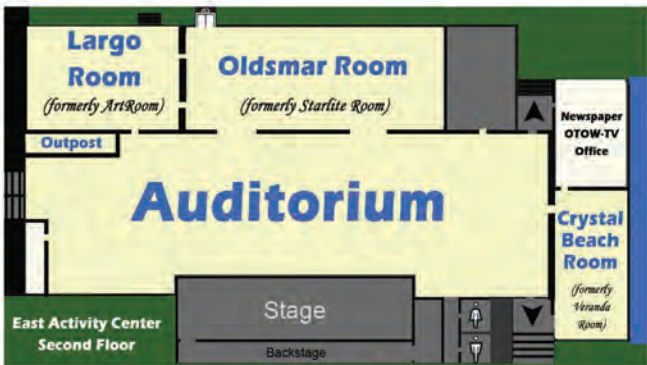 Largo
Room
(formerly ArtRoom)
Oldsmar Room
(formerly Starlite Room)
Newspaper
OTOW-TV
Office
Outpost
Auditorium
Crystal
Beach
Room
(formerly
Veranda
Room)
Stage
East Activity Center
Second Floor
Backstage